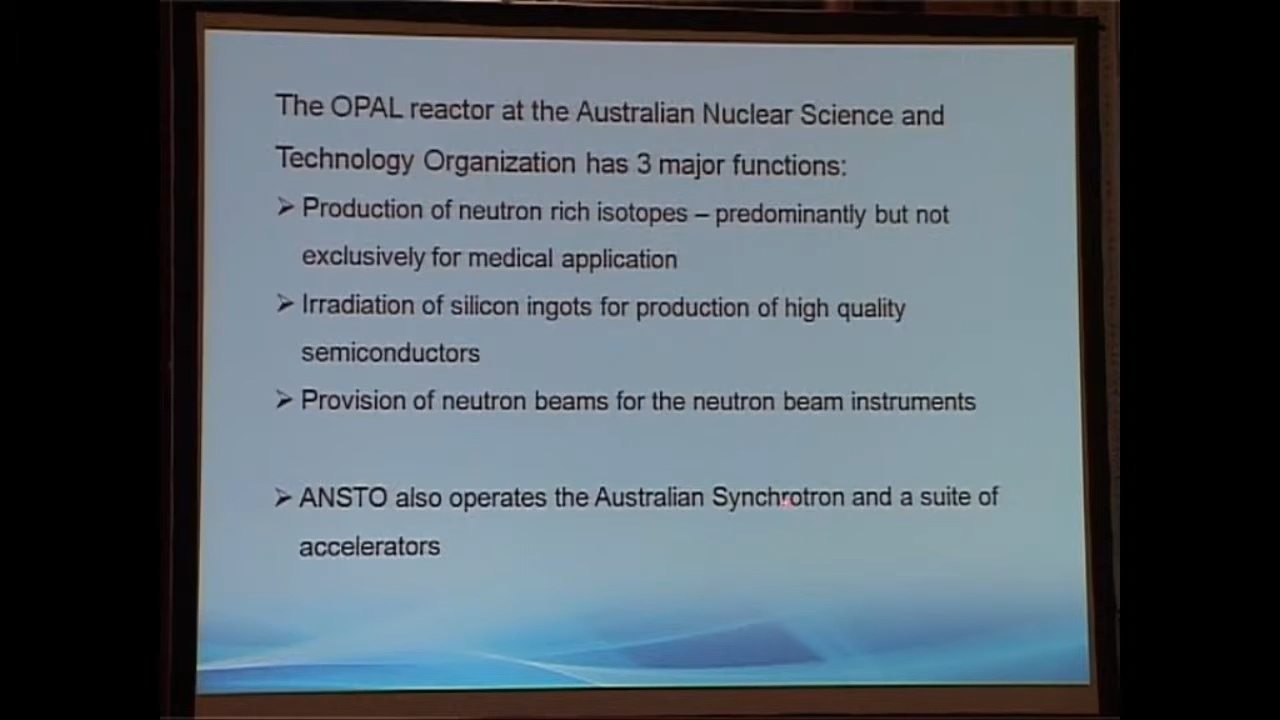 The OPAL reactor at the Australian Nuclear Science and
Technology Organization has 3 major functions:
➢ Production of neutron rich isotopes – predominantly but not
exclusively for medical application
➢ Irradiation of silicon ingots for production of high quality
semiconductors
➢ Provision of neutron beams for the neutron beam instruments
➢ ANSTO also operates the Australian Synchrotron and a suite of
accelerators